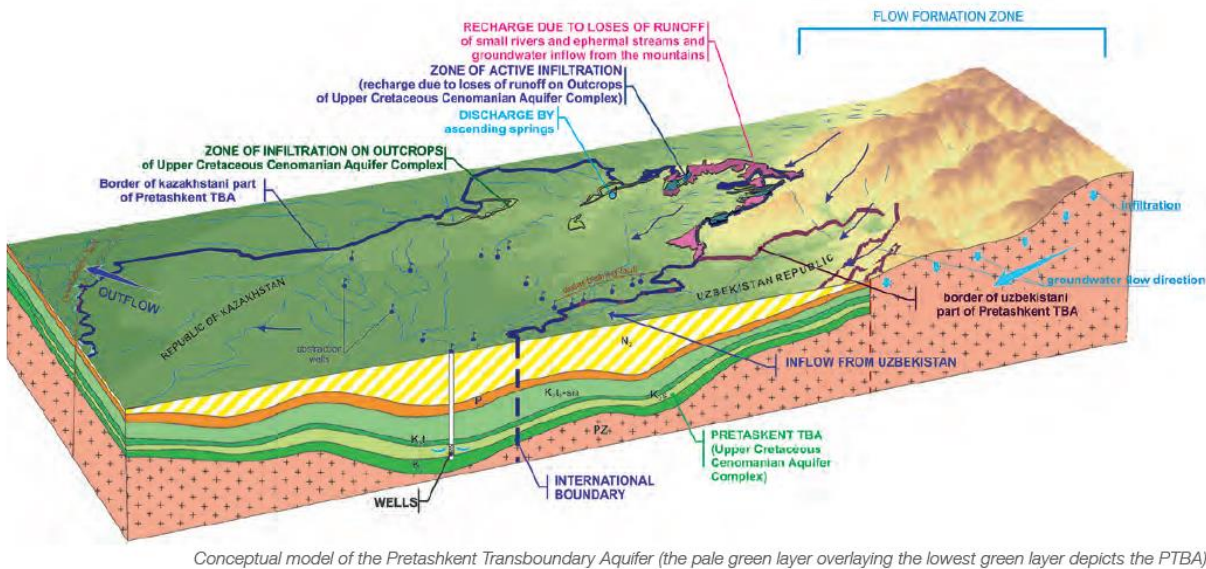 FLOW FORMATION ZONE
RECHARGE DUE TO LOSES OF RUNOFF
of small rivers and ephermal streams and
groundwater inflow from the mountains
ZONE OF ACTIVE INFILTRATION
(recharge due to loses of runoff on Outcrops
of Upper Cretaceous Cenomanian Aquifer Complex)
DISCHARGE BY
ascending springs
ZONE OF INFILTRATION ON OUTCROPS
of Upper Cretaceous Cenomanian Aquifer Complex
Border of kazakhstani part
of Pretashkent TBA
infiltration
groundwater flow direction
OUTFLOW
REPUBLIC OF KAZAKHSTAN
UZBEKISTAN REPUBLIC
border of uzbekistani
part of Pretashkent TBA
abstraction
wells
N₂
INFLOW FROM UZBEKISTAN
P
PZ
PRETASKENT TBA
(Upper Cretaceous
Cenomanian Aquifer
Complex)
INTERNATIONAL
BOUNDARY
WELLS
Conceptual model of the Pretashkent Transboundary Aquifer (the pale green layer overlaying the lowest green layer depicts the PTBA)